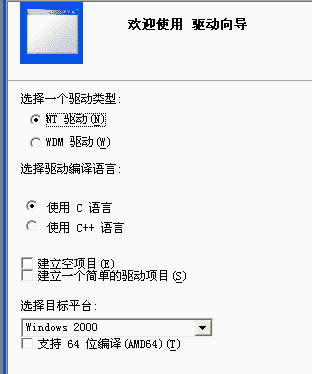 欢迎使用 驱动向导
选择一个驱动类型:
NT 驱动(N)
WDM 驱动(W)
选择驱动编译语言:
使用 C 语言
使用 C++ 语言
建立空项目(E)
建立一个简单的驱动项目(S)
选择目标平台:
Windows 2000
支持 64 位编译(AMD64)(T)